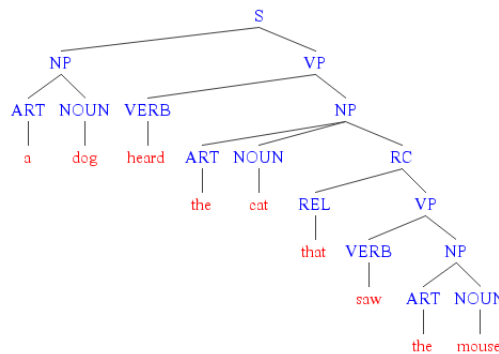 S
NP VP
ART NOUN VERB NP
a dog heard ART NOUN RC
the cat REL VP
that VERB NP
saw ART NOUN
the mouse